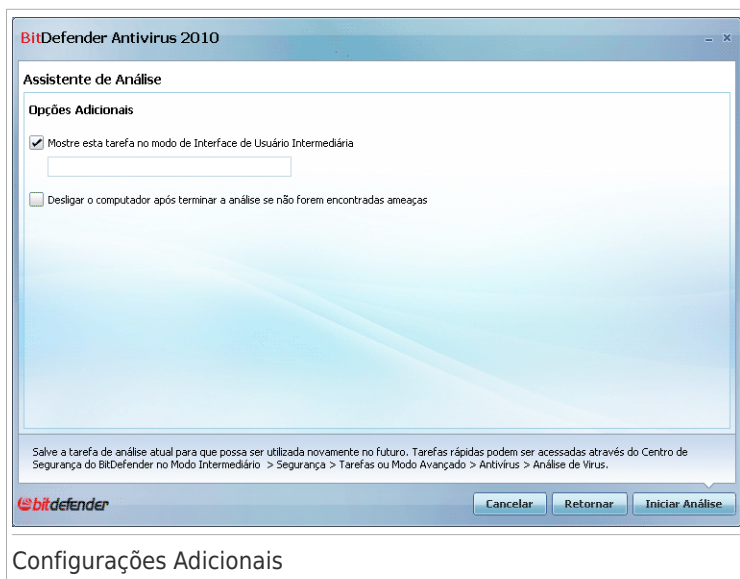 BitDefender Antivirus 2010
Assistente de Análise
Opções Adicionais
Mostre esta tarefa no modo de Interface de Usuário Intermediária
Desligar o computador após terminar a análise se não forem encontradas ameaças
Salve a tarefa de análise atual para que possa ser utilizada novamente no futuro. Tarefas rápidas podem ser acessadas através do Centro de
Segurança do BitDefender no Modo Intermediário > Segurança > Tarefas ou Modo Avançado > Antivírus > Análise de Virus.
bitdefender
Cancelar
Retornar
Iniciar Análise
Configurações Adicionais